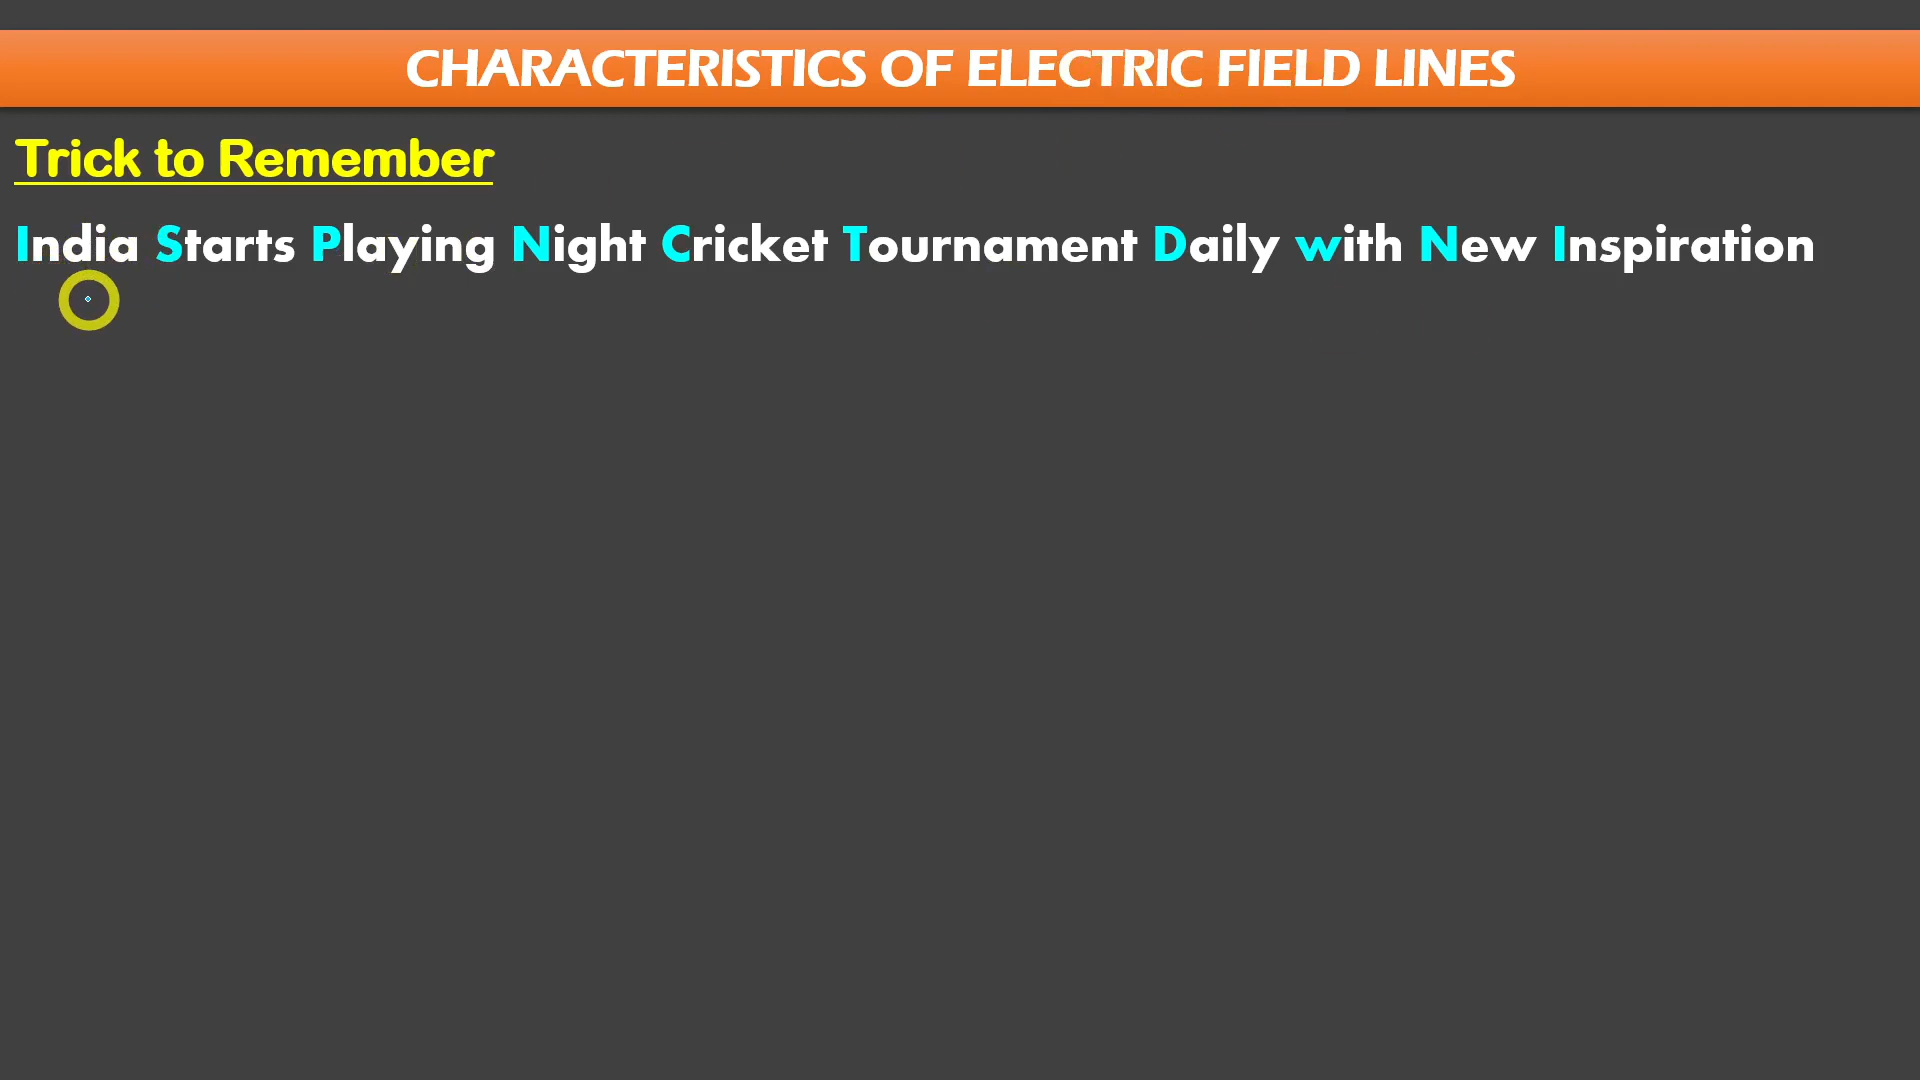 CHARACTERISTICS OF ELECTRIC FIELD LINES
Trick to Remember
India Starts Playing Night Cricket Tournament Daily with New Inspiration